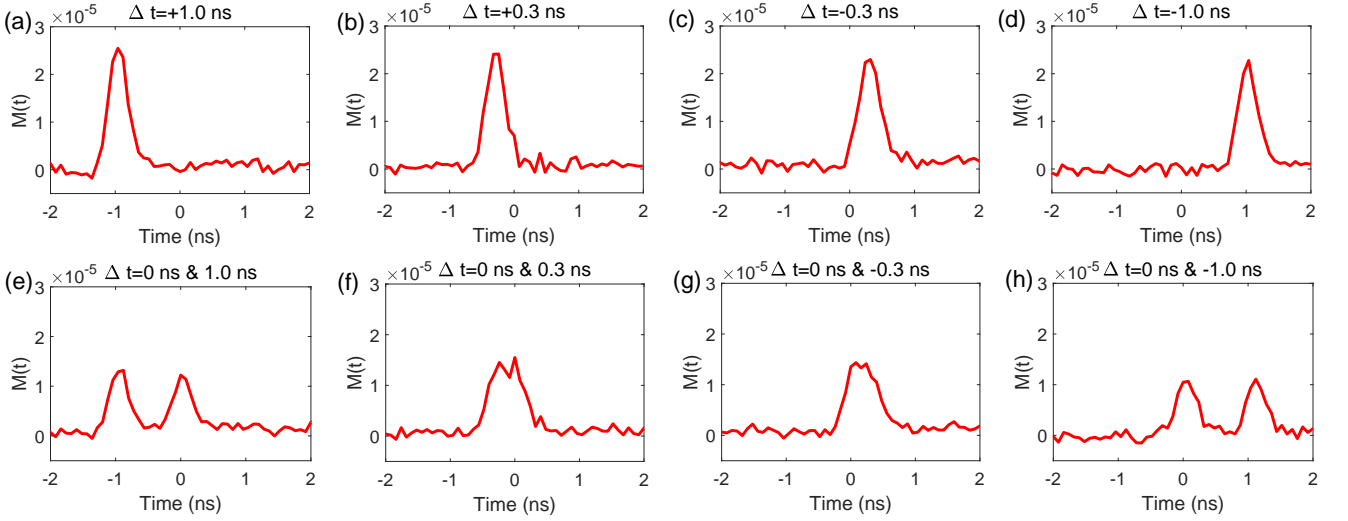 (a) ×10⁻⁵ Δ t=+1.0 ns
3
2
1
0
M(t)
-2 -1 0 1 2
Time (ns)
(b) ×10⁻⁵ Δ t=+0.3 ns
3
2
1
0
M(t)
-2 -1 0 1 2
Time (ns)
(c) ×10⁻⁵ Δ t=-0.3 ns
3
2
1
0
M(t)
-2 -1 0 1 2
Time (ns)
(d) ×10⁻⁵ Δ t=-1.0 ns
3
2
1
0
M(t)
-2 -1 0 1 2
Time (ns)
(e) ×10⁻⁵ Δ t=0 ns & 1.0 ns
3
2
1
0
M(t)
-2 -1 0 1 2
Time (ns)
(f) ×10⁻⁵ Δ t=0 ns & 0.3 ns
3
2
1
0
M(t)
-2 -1 0 1 2
Time (ns)
(g) ×10⁻⁵ Δ t=0 ns & -0.3 ns
3
2
1
0
M(t)
-2 -1 0 1 2
Time (ns)
(h) ×10⁻⁵ Δ t=0 ns & -1.0 ns
3
2
1
0
M(t)
-2 -1 0 1 2
Time (ns)